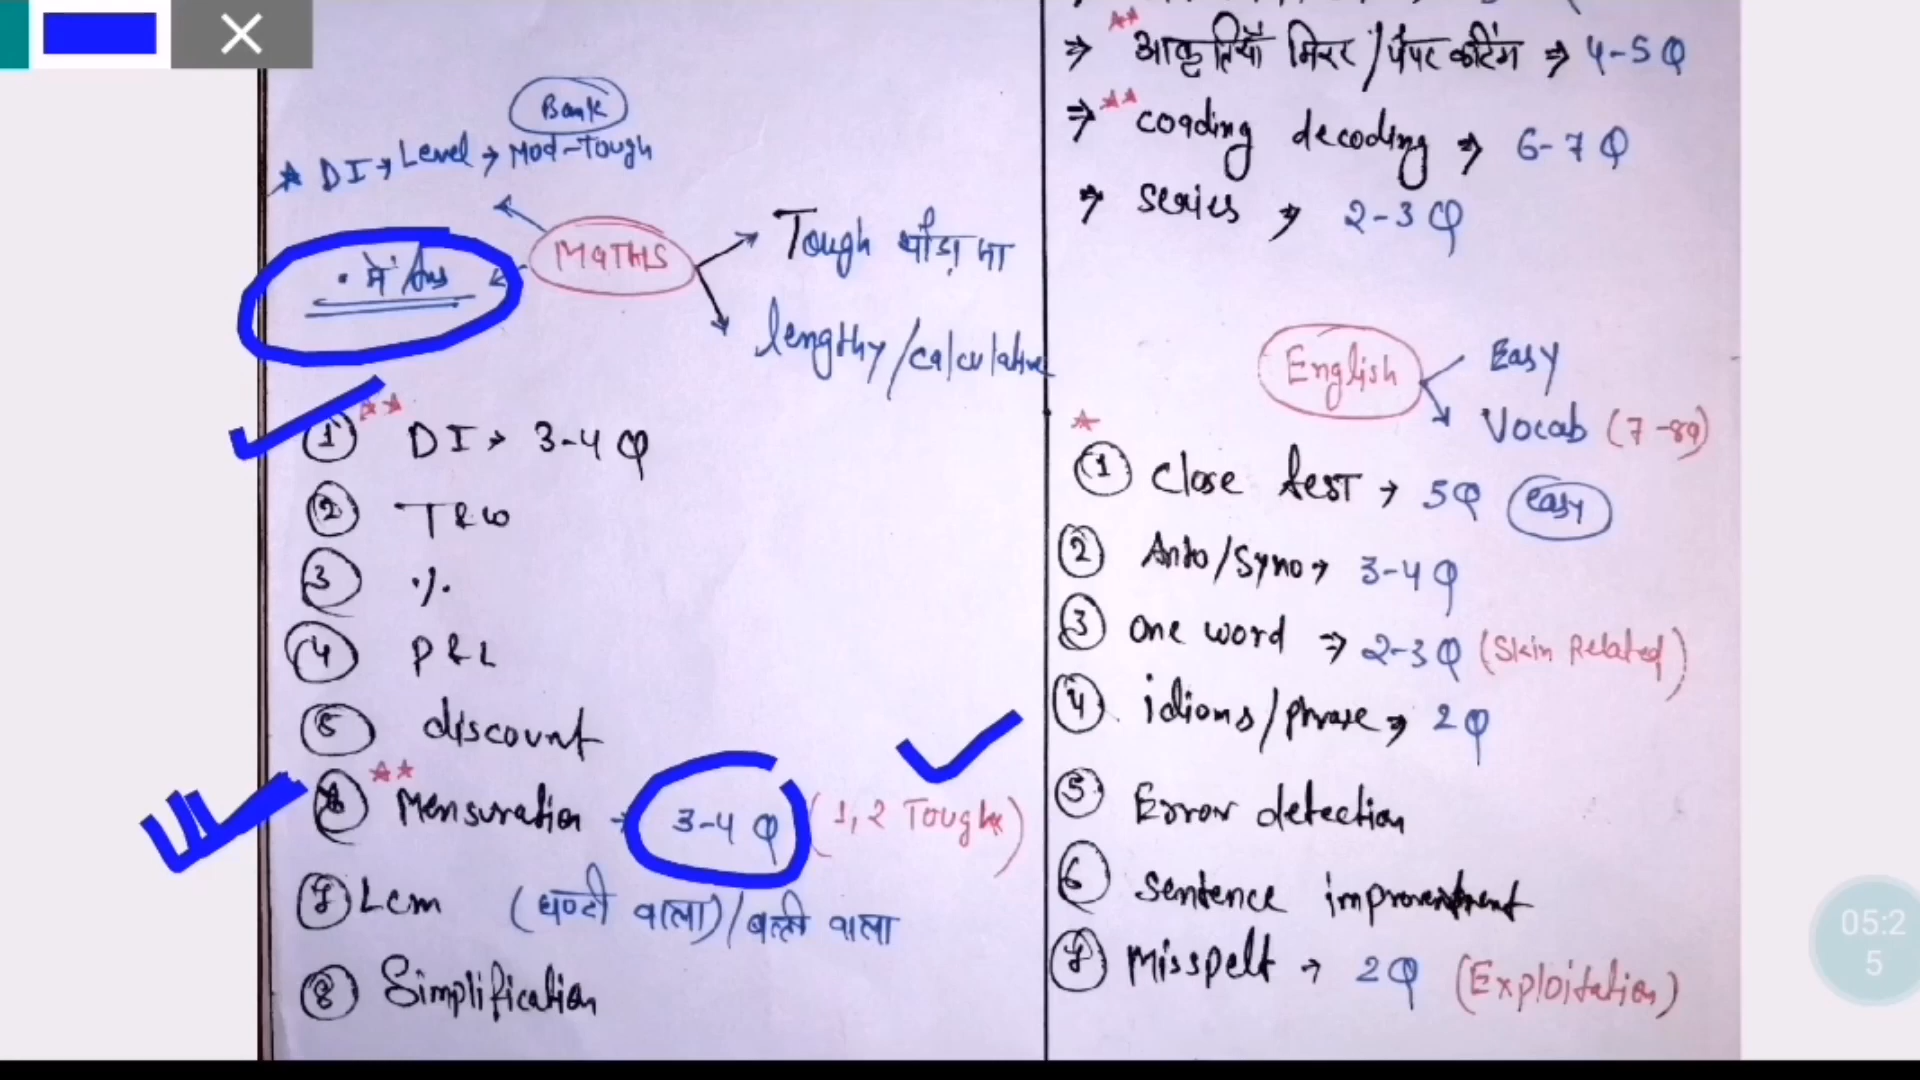 Bank
★ DI → Level → Mod-Tough
MATHS
Tough थोड़ा सा
• में Ans
lengthy/calculative
① ★★ DI → 3-4 Q
② T & W
③ %
④ P & L
⑤ discount
⑥ ★★ Mensuration → 3-4 Q (1, 2 Tough)
⑦ Lcm (घण्टी वाला)/बत्ती वाला
⑧ Simplification
⇒ ★★ आकृतियाँ मिरर/पेपर कटिंग ⇒ 4-5 Q
⇒ ★★ coading decoding ⇒ 6-7 Q
⇒ series ⇒ 2-3 Q
English
Easy
Vocab (7-8Q)
★
① Close test → 5Q easy
② Anto/Syno → 3-4 Q
③ One word ⇒ 2-3 Q (Skin Related)
④ idioms/phrase ⇒ 2 Q
⑤ Error detection
⑥ sentence improvement
⑦ Misspelt → 2Q (Exploitation)
05:2
5